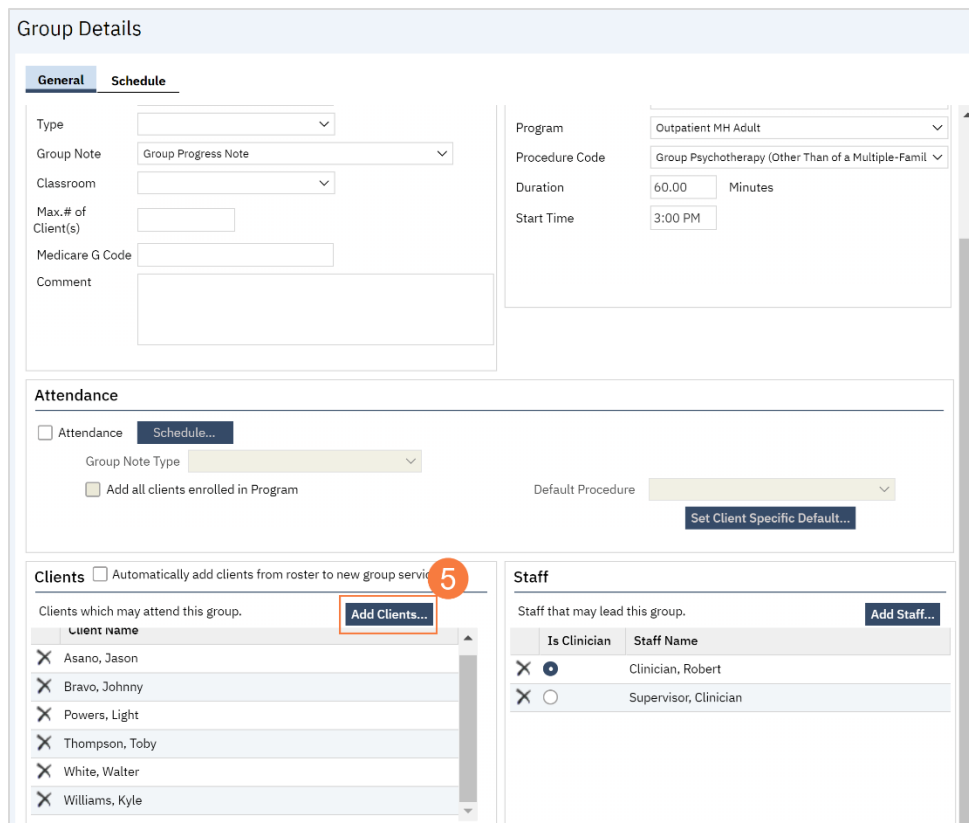 Group Details
General Schedule
Type
Group Note Group Progress Note
Classroom
Max.# of
Client(s)
Medicare G Code
Comment
Program Outpatient MH Adult
Procedure Code Group Psychotherapy (Other Than of a Multiple-Famil
Duration 60.00 Minutes
Start Time 3:00 PM
Attendance
Attendance Schedule...
Group Note Type
Add all clients enrolled in Program
Default Procedure
Set Client Specific Default...
Clients Automatically add clients from roster to new group servic
5
Clients which may attend this group. Add Clients...
Client Name
Asano, Jason
Bravo, Johnny
Powers, Light
Thompson, Toby
White, Walter
Williams, Kyle
Staff
Staff that may lead this group. Add Staff...
Is Clinician Staff Name
Clinician, Robert
Supervisor, Clinician